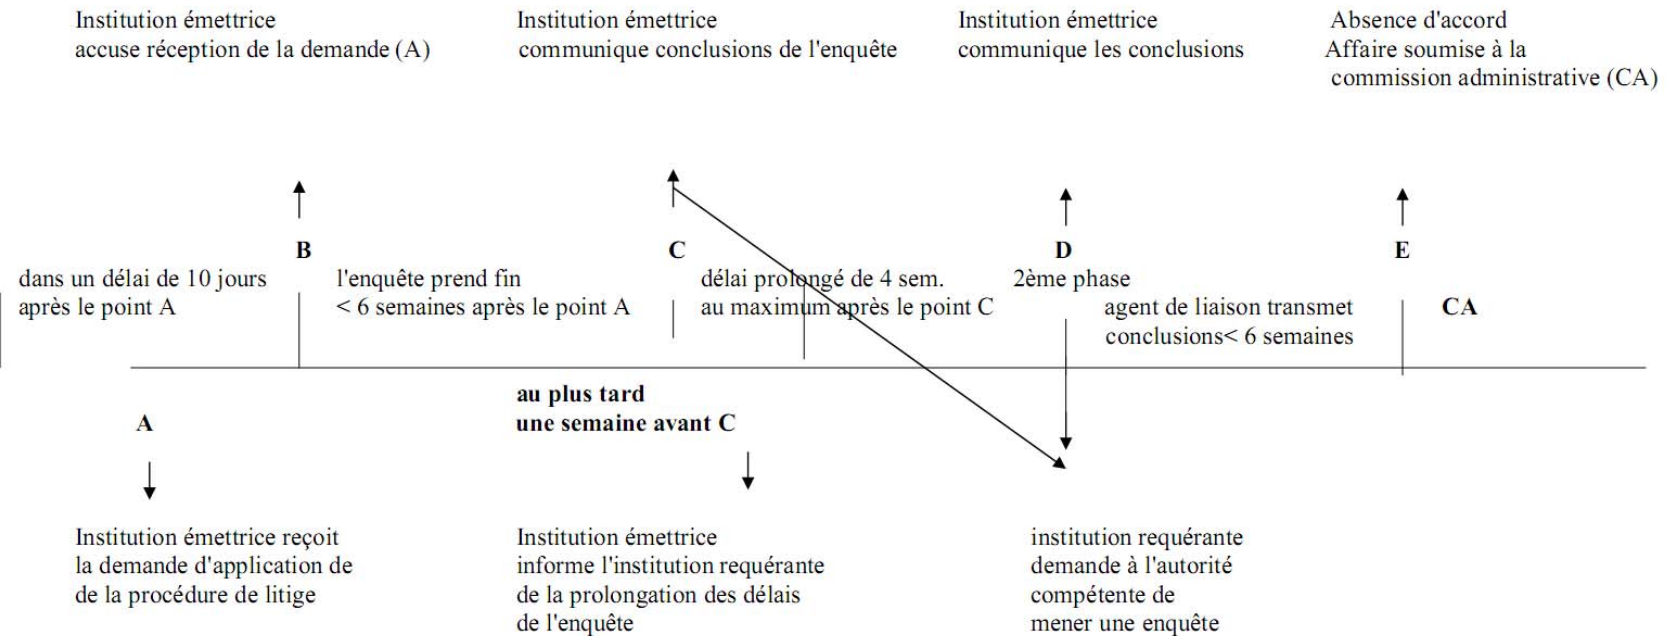 Institution émettrice
accuse réception de la demande (A)
Institution émettrice
communique conclusions de l'enquête
Institution émettrice
communique les conclusions
Absence d'accord
Affaire soumise à la
commission administrative (CA)
B
C
D
E
dans un délai de 10 jours
après le point A
l'enquête prend fin
< 6 semaines après le point A
délai prolongé de 4 sem.
au maximum après le point C
2ème phase
agent de liaison transmet
conclusions< 6 semaines
CA
au plus tard
une semaine avant C
A
Institution émettrice reçoit
la demande d'application de
de la procédure de litige
Institution émettrice
informe l'institution requérante
de la prolongation des délais
de l'enquête
institution requérante
demande à l'autorité
compétente de
mener une enquête